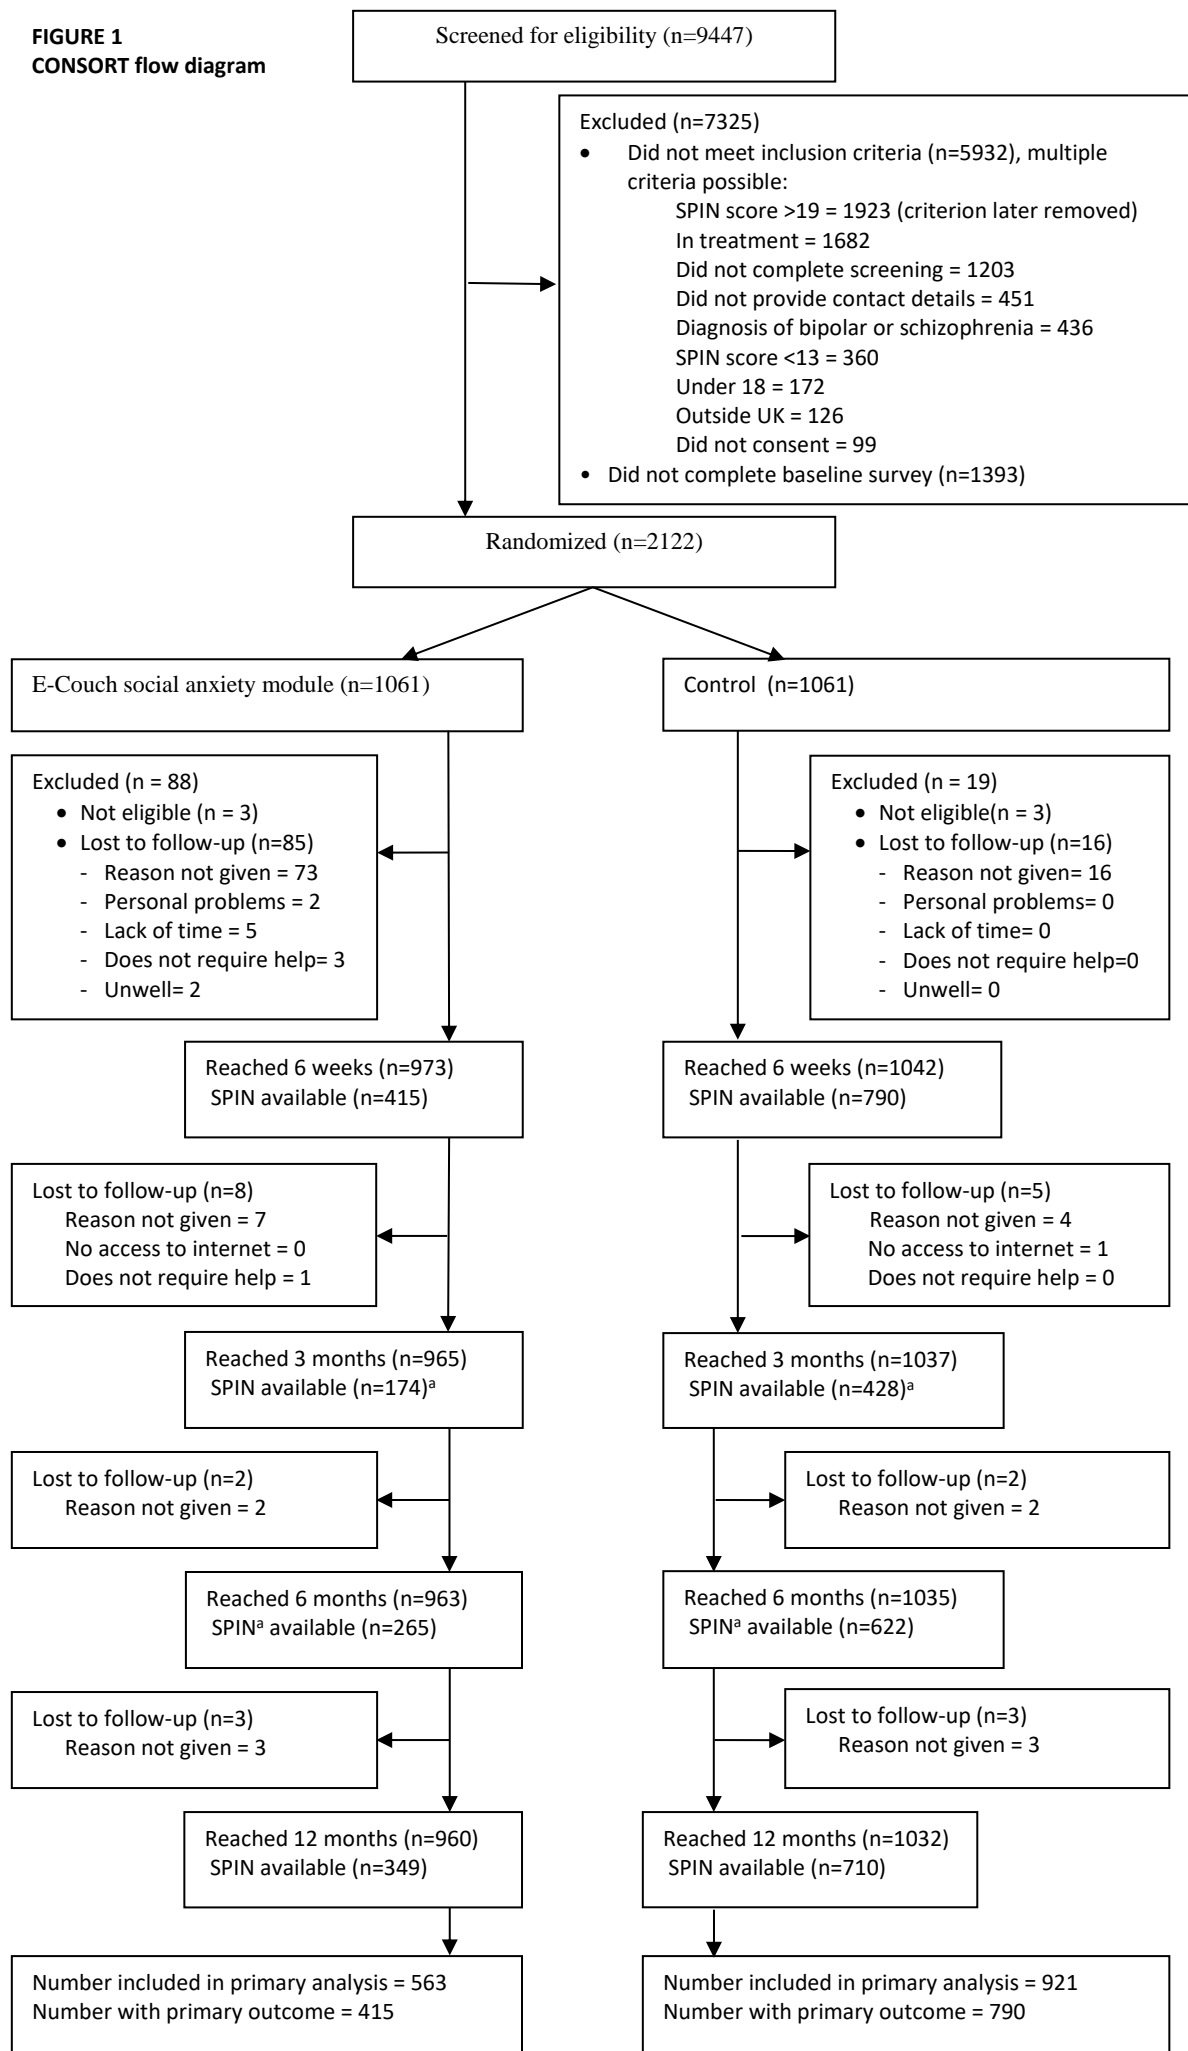 FIGURE 1
CONSORT flow diagram
Screened for eligibility (n=9447)
Excluded (n=7325)
• Did not meet inclusion criteria (n=5932), multiple
criteria possible:
SPIN score >19 = 1923 (criterion later removed)
In treatment = 1682
Did not complete screening = 1203
Did not provide contact details = 451
Diagnosis of bipolar or schizophrenia = 436
SPIN score <13 = 360
Under 18 = 172
Outside UK = 126
Did not consent = 99
• Did not complete baseline survey (n=1393)
Randomized (n=2122)
E-Couch social anxiety module (n=1061)
Control  (n=1061)
Excluded (n = 88)
• Not eligible (n = 3)
• Lost to follow-up (n=85)
- Reason not given = 73
- Personal problems = 2
- Lack of time = 5
- Does not require help= 3
- Unwell= 2
Excluded (n = 19)
• Not eligible(n = 3)
• Lost to follow-up (n=16)
- Reason not given= 16
- Personal problems= 0
- Lack of time= 0
- Does not require help=0
- Unwell= 0
Reached 6 weeks (n=973)
SPIN available (n=415)
Reached 6 weeks (n=1042)
SPIN available (n=790)
Lost to follow-up (n=8)
Reason not given = 7
No access to internet = 0
Does not require help = 1
Lost to follow-up (n=5)
Reason not given = 4
No access to internet = 1
Does not require help = 0
Reached 3 months (n=965)
SPIN available (n=174)ᵃ
Reached 3 months (n=1037)
SPIN available (n=428)ᵃ
Lost to follow-up (n=2)
Reason not given = 2
Lost to follow-up (n=2)
Reason not given = 2
Reached 6 months (n=963)
SPINᵃ available (n=265)
Reached 6 months (n=1035)
SPINᵃ available (n=622)
Lost to follow-up (n=3)
Reason not given = 3
Lost to follow-up (n=3)
Reason not given = 3
Reached 12 months (n=960)
SPIN available (n=349)
Reached 12 months (n=1032)
SPIN available (n=710)
Number included in primary analysis = 563
Number with primary outcome = 415
Number included in primary analysis = 921
Number with primary outcome = 790